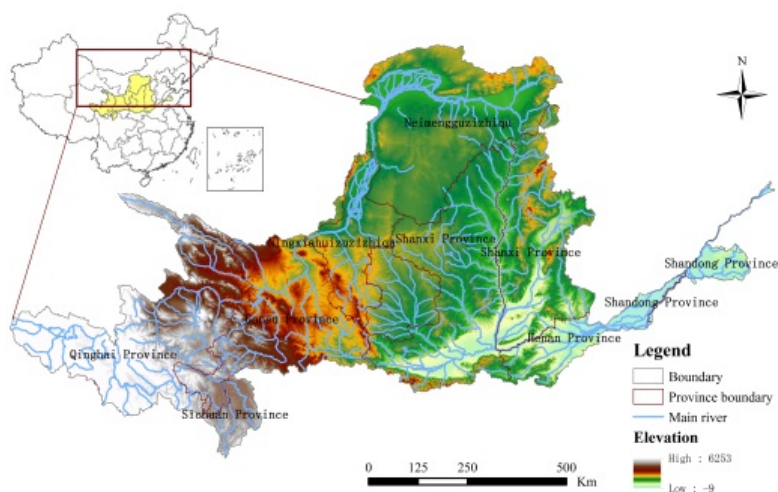 N
Neimengguzizhiqu
Ningxiahuizuzizhiqu
Shanxi Province
Shanxi Province
Shandong Province
Shandong Province
Gansu Province
Henan Province
Qinghai Province
Sichuan Province
Legend
Boundary
Province boundary
Main river
Elevation
High : 6253
Low : -9
0 125 250 500
Km